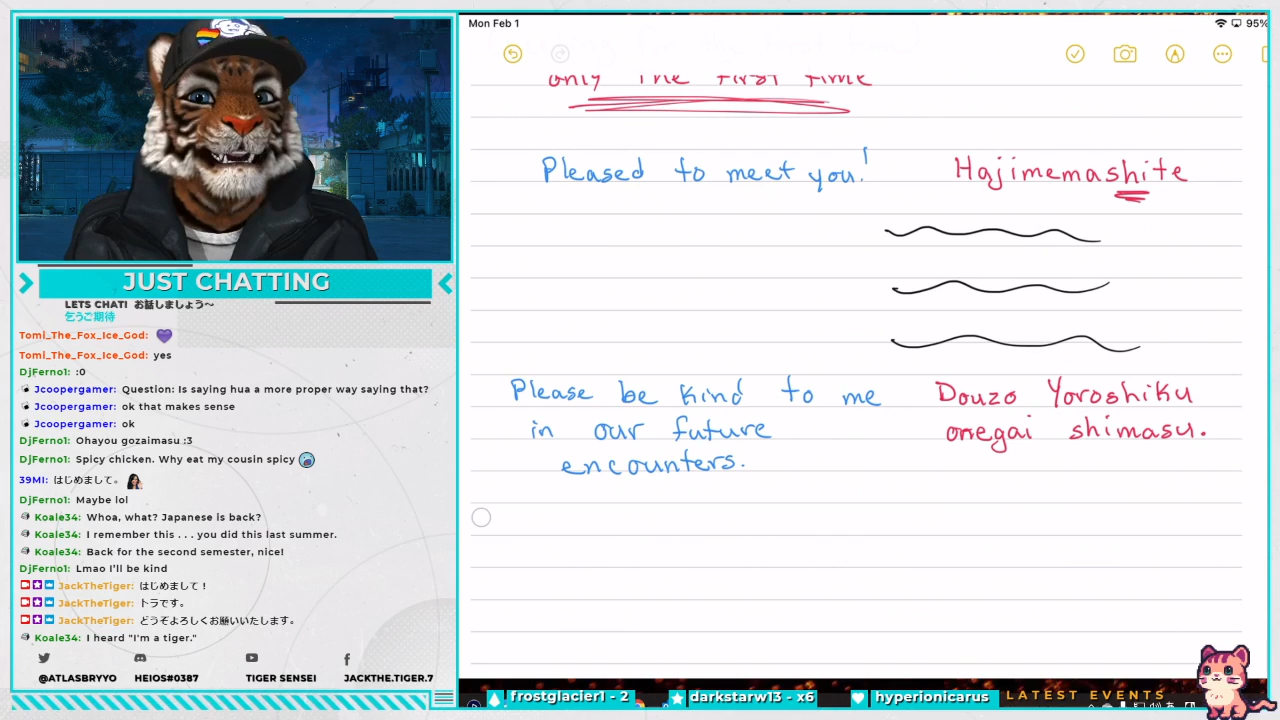 Mon Feb 1
95%
only The First Time
Pleased to meet you!
Hajimemashite
Please be kind to me
in our future
encounters.
Douzo Yoroshiku
onegai shimasu.
JUST CHATTING
LETS CHAT! お話しましょう〜
乞うご期待
Tomi_The_Fox_Ice_God: 
Tomi_The_Fox_Ice_God: yes
DjFerno1: :0
Jcoopergamer: Question: Is saying hua a more proper way saying that?
Jcoopergamer: ok that makes sense
Jcoopergamer: ok
DjFerno1: Ohayou gozaimasu :3
DjFerno1: Spicy chicken. Why eat my cousin spicy
39MI: はじめまして。
DjFerno1: Maybe lol
Koale34: Whoa, what? Japanese is back?
Koale34: I remember this . . . you did this last summer.
Koale34: Back for the second semester, nice!
DjFerno1: Lmao I'll be kind
JackTheTiger: はじめまして！
JackTheTiger: トラです。
JackTheTiger: どうぞよろしくお願いいたします。
Koale34: I heard "I'm a tiger."
@ATLASBRYYO HEIOS#0387 TIGER SENSEI JACKTHE.TIGER.7
frostglacier1 - 2 darkstarw13 - x6 hyperionicarus LATEST EVENTS